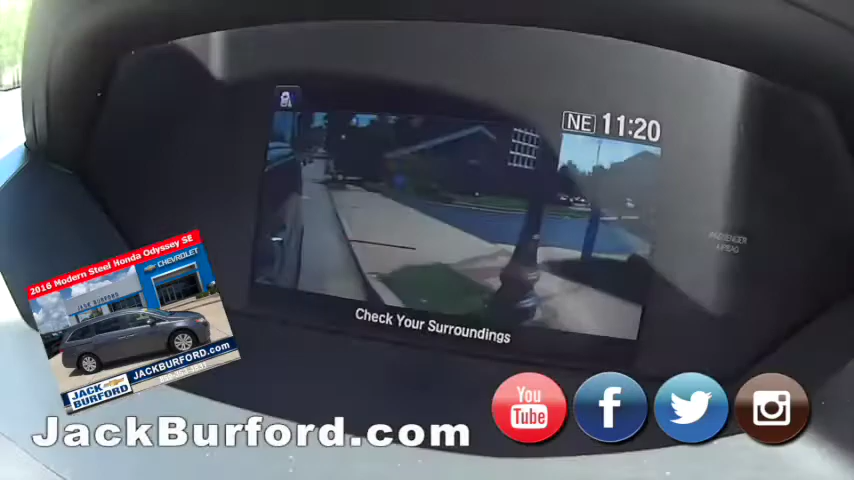 NE 11:20
PASSENGER
AIRBAG
Check Your Surroundings
2016 Modern Steel Honda Odyssey SE
CHEVROLET
JACK BURFORD
JACKBURFORD.com
JACK
BURFORD
You
Tube
JackBurford.com